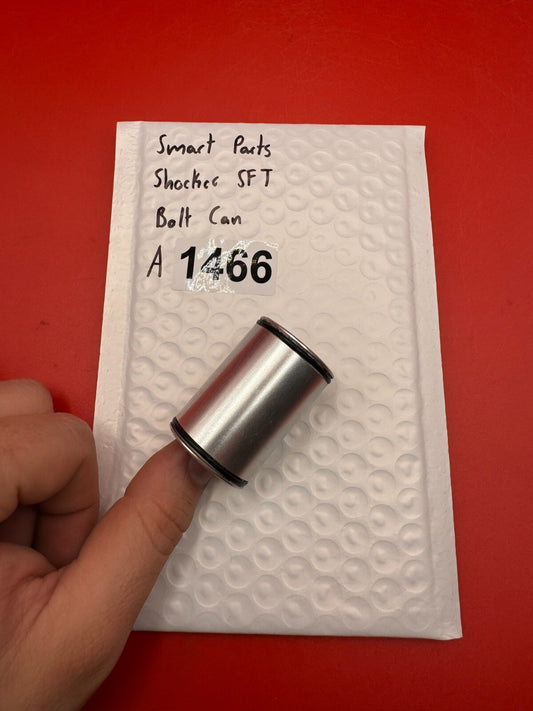 Smart Parts
Shocker SFT
Bolt Can
A 1466